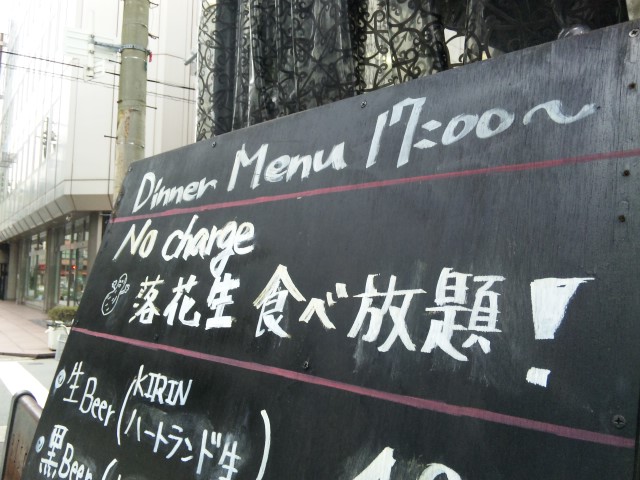 Dinner Menu 17:00～
No charge
落花生 食べ放題!
生Beer (KIRIN
ハートランド生)
黒Beer (